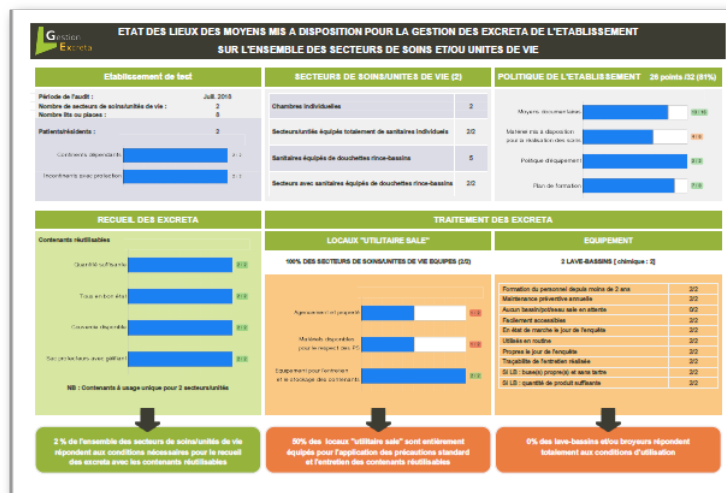 Gestion
Excreta
ETAT DES LIEUX DES MOYENS MIS A DISPOSITION POUR LA GESTION DES EXCRETA DE L'ETABLISSEMENT
SUR L'ENSEMBLE DES SECTEURS DE SOINS ET/OU UNITES DE VIE
Etablissement de test
Période de l'audit : Juil. 2018
Nombre de secteurs de soins/unités de vie : 2
Nombre lits ou places : 8
Patients/résidents : 2
Continents dépendants
Incontinents avec protection
SECTEURS DE SOINS/UNITES DE VIE (2)
Chambres individuelles 2
Secteurs/unités équipés totalement de sanitaires individuels 2/2
Sanitaires équipés de douchettes rince-bassins 5
Secteurs avec sanitaires équipés de douchettes rince-bassins 2/2
POLITIQUE DE L'ETABLISSEMENT 26 points /32 (81%)
Moyens documentaires
Matériel mis à disposition
pour la réalisation des soins
Politique d'équipement
Plan de formation
RECUEIL DES EXCRETA
Contenants réutilisables
Quantité suffisante 2/2
Tous en bon état 2/2
Couvercle disponible 2/2
Sac protecteurs avec gélifiant 2/2
NB : Contenants à usage unique pour 2 secteurs/unités
2 % de l'ensemble des secteurs de soins/unités de vie
répondent aux conditions nécessaires pour le recueil
des excreta avec les contenants réutilisables
TRAITEMENT DES EXCRETA
LOCAUX "UTILITAIRE SALE"
100% DES SECTEURS DE SOINS/UNITES DE VIE EQUIPES (2/2)
Agencement et propreté 1/2
Matériels disponibles
pour le respect des PS 1/2
Equipement pour l'entretien
et le stockage des contenants 2/2
50% des locaux "utilitaire sale" sont entièrement
équipés pour l'application des précautions standard
et l'entretien des contenants réutilisables
EQUIPEMENT
2 LAVE-BASSINS [ chimique : 2]
Formation du personnel depuis moins de 2 ans 2/2
Maintenance préventive annuelle 2/2
Aucun bassin/pot/seau sale en attente 0/2
Facilement accessibles 2/2
En état de marche le jour de l'enquête 2/2
Utilisés en routine 2/2
Propres le jour de l'enquête 2/2
Traçabilité de l'entretien réalisée 2/2
Si LB : buse(s) propre(s) et sans tartre 2/2
Si LB : quantité de produit suffisante 2/2
0% des lave-bassins et/ou broyeurs répondent
totalement aux conditions d'utilisation